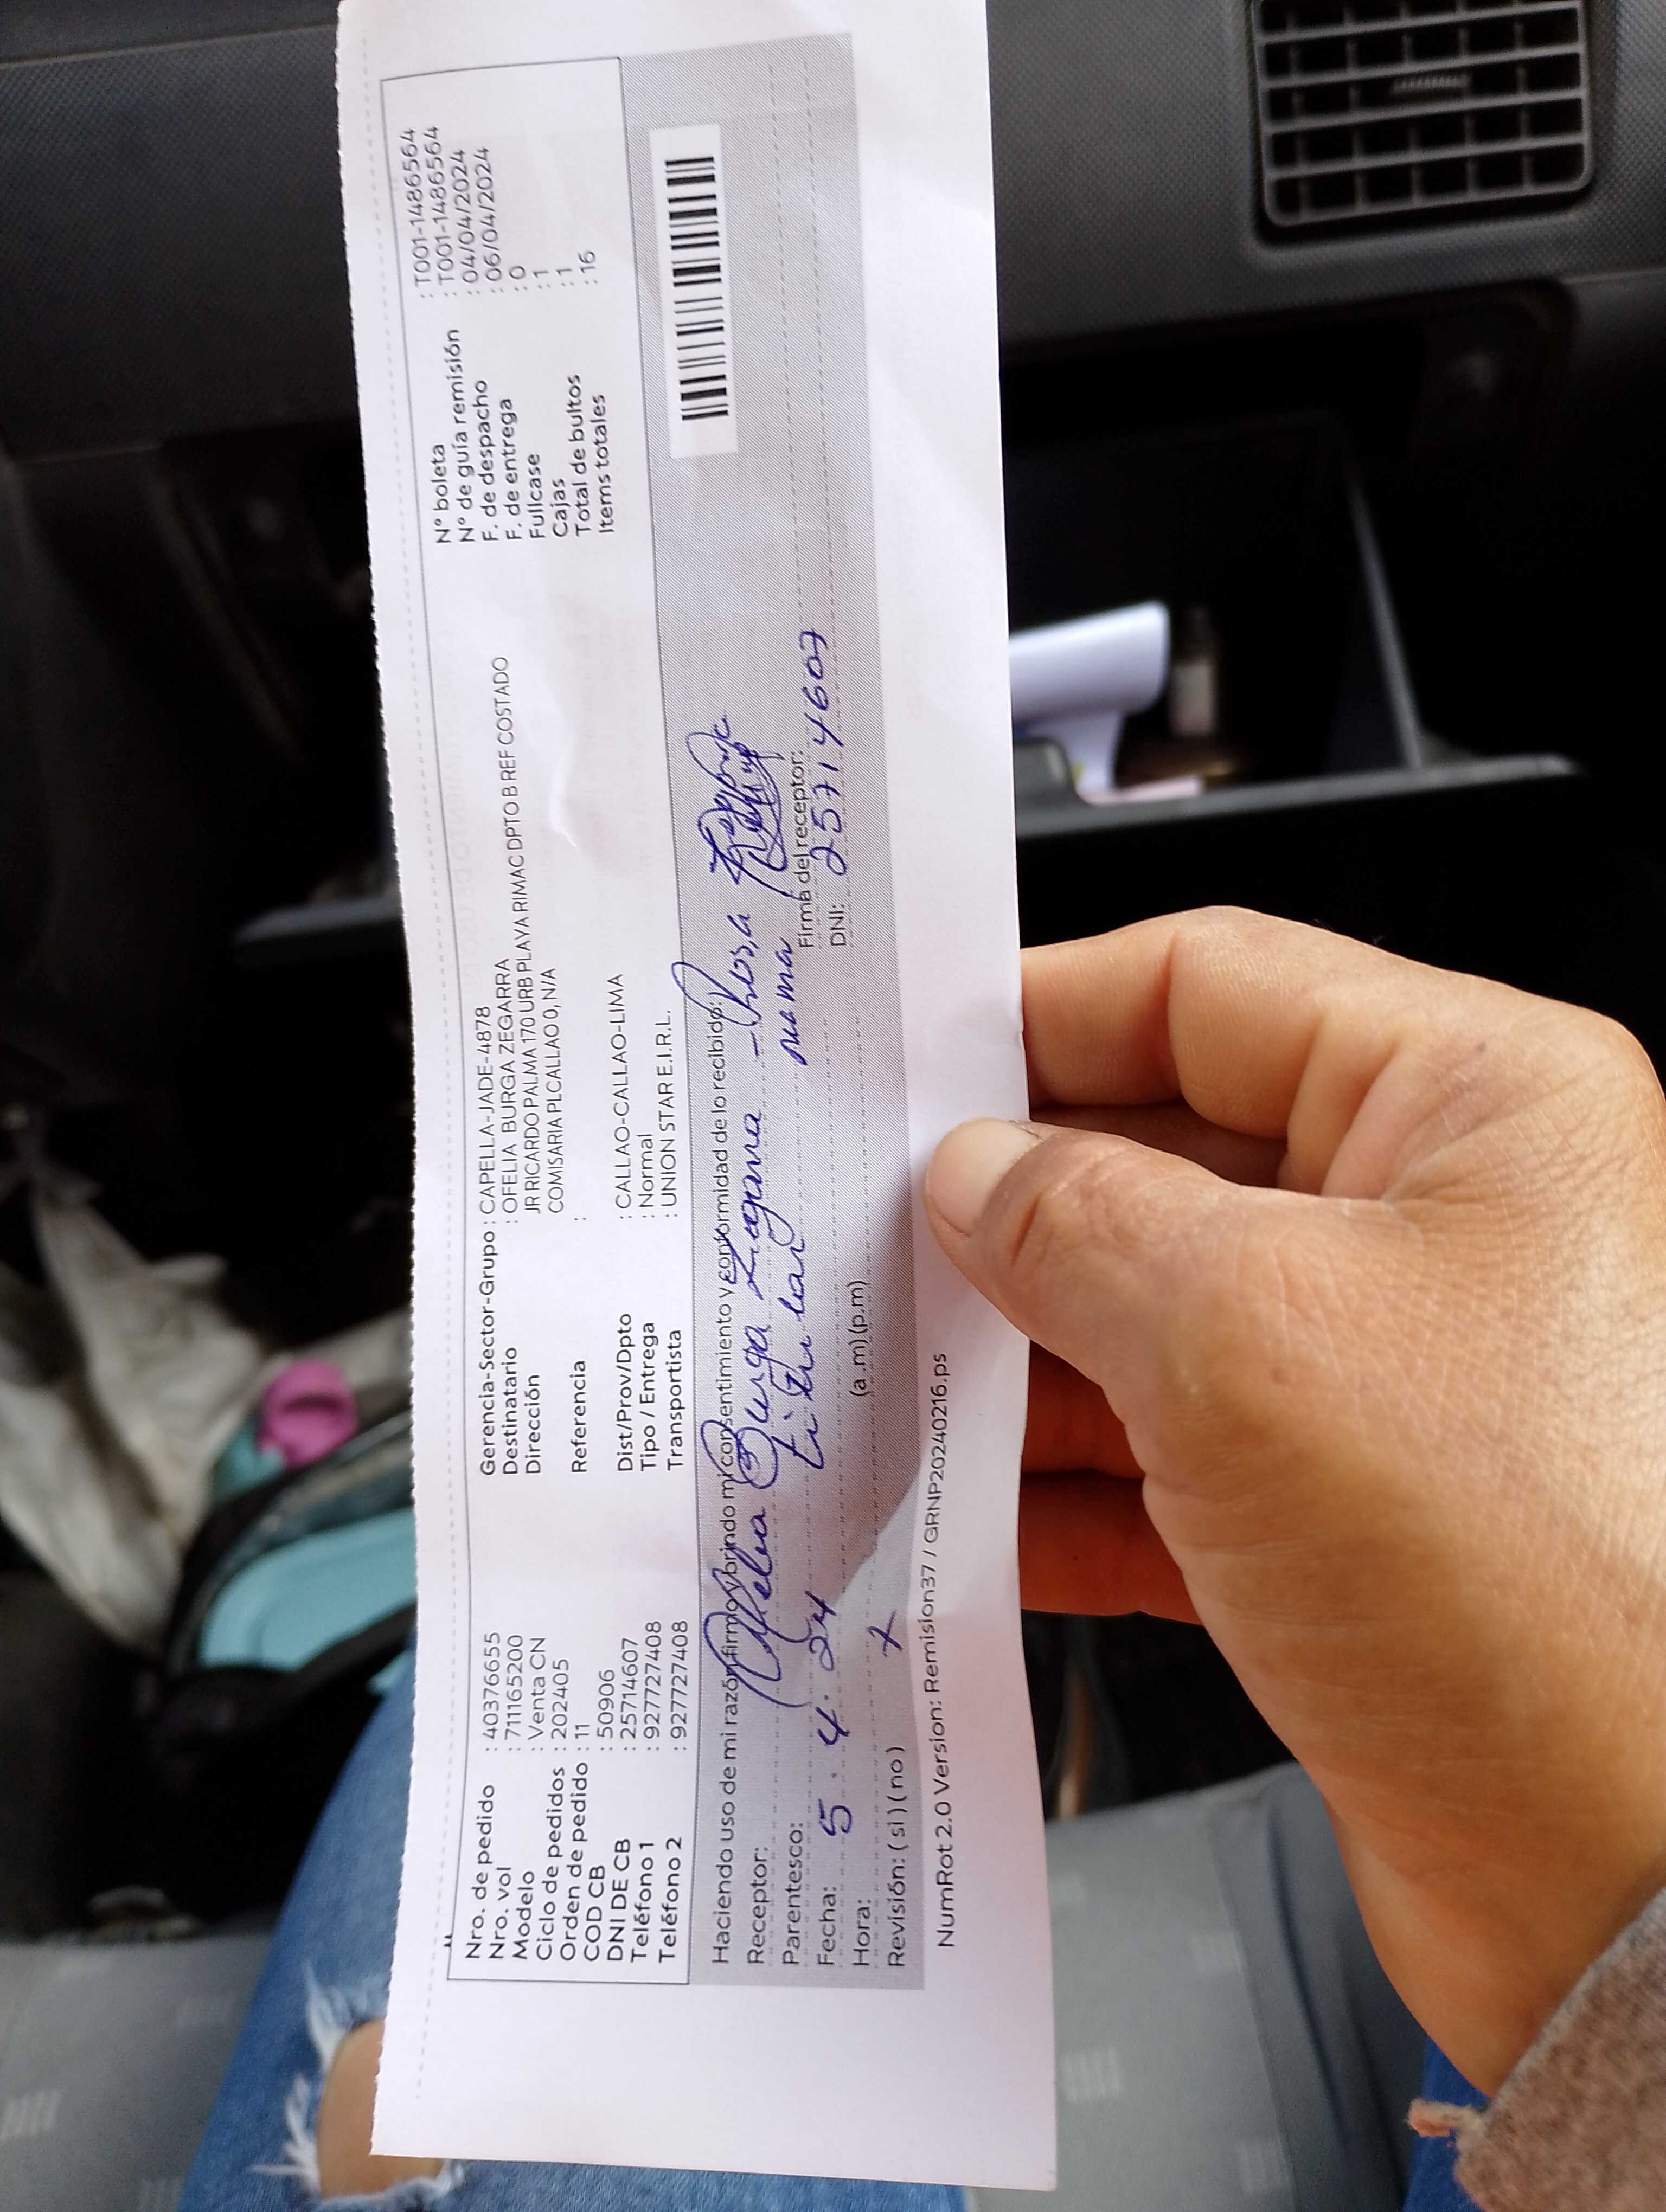 Nro. de pedido : 40376655
Nro. vol : 711165200
Modelo : Venta CN
Ciclo de pedidos : 202405
Orden de pedido : 11
COD CB : 50906
DNI DE CB : 25714607
Teléfono 1 : 927727408
Teléfono 2 : 927727408
Gerencia-Sector-Grupo : CAPELLA-JADE-4878
Destinatario : OFELIA BURGA ZEGARRA
Dirección JR RICARDO PALMA 170 URB PLAYA RIMAC DPTO B REF COSTADO
COMISARIA PLCALLAO 0, N/A
Referencia :
Dist/Prov/Dpto : CALLAO-CALLAO-LIMA
Tipo / Entrega : Normal
Transportista : UNION STAR E.I.R.L.
N° boleta : T001-1486564
N° de guía remisión : T001-1486564
F. de despacho : 04/04/2024
F. de entrega : 06/04/2024
Fullcase : 0
Cajas : 1
Total de bultos : 1
Items totales : 16
Haciendo uso de mi razón firmo y brindo mi consentimiento y conformidad de lo recibido:
Receptor: Ofelia Burga Zegarra - Rosa
Parentesco: titular mama
Firma del receptor:
Fecha: 5. 4. 24
DNI: 25714607
Hora: (a .m) (p.m)
Revisión: ( si ) ( no )
NumRot 2.0 Version: Remision37 / GRNP20240216.ps